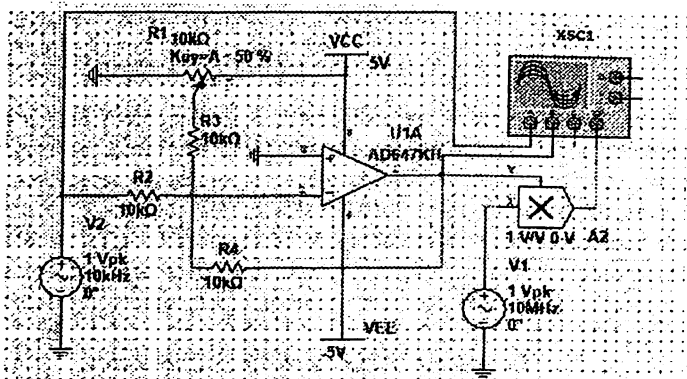 XSC1
R1
10kΩ
Key=A 50 %
VCC
5V
R3
10kΩ
U1A
AD647KH
R2
10kΩ
V2
1 Vpk
10kHz
0°
R4
10kΩ
Y
X
1 V/V 0 V A2
V1
1 Vpk
10MHz
0°
VEE
-5V